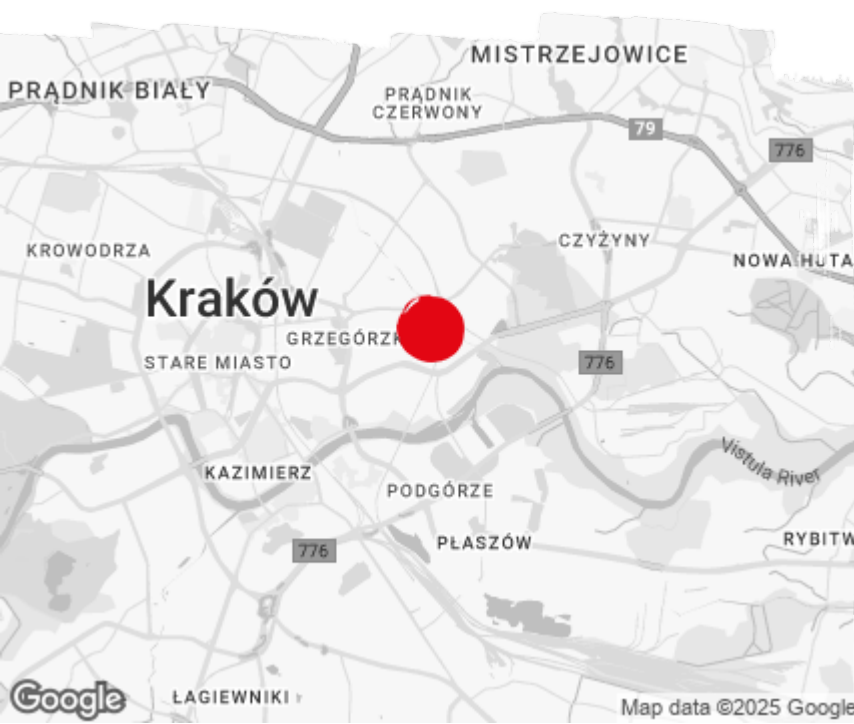 MISTRZEJOWICE
PRĄDNIK BIAŁY
PRĄDNIK
CZERWONY
79
776
KROWODRZA
CZYŻYNY
NOWA HUTA
Kraków
GRZEGÓRZK
STARE MIASTO
776
Vistula River
KAZIMIERZ
PODGÓRZE
PŁASZÓW
RYBITW
776
ŁAGIEWNIKI
Google
Map data ©2025 Google